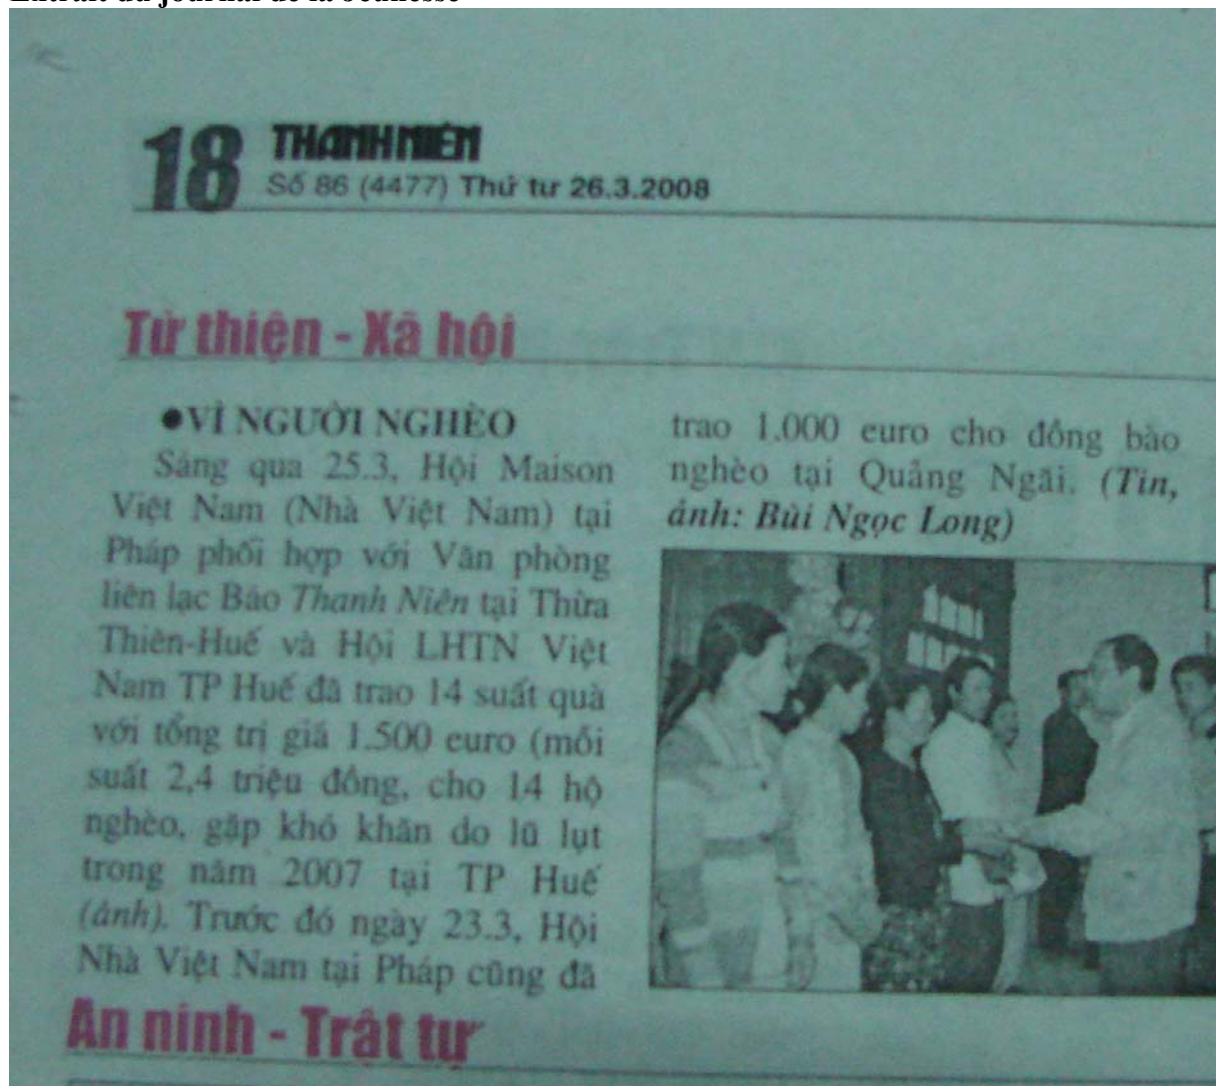 18 THANH NIÊN
Số 86 (4477) Thứ tư 26.3.2008
Từ thiện - Xã hội
●VÌ NGƯỜI NGHÈO
Sáng qua 25.3, Hội Maison
Việt Nam (Nhà Việt Nam) tại
Pháp phối hợp với Văn phòng
liên lạc Báo Thanh Niên tại Thừa
Thiên-Huế và Hội LHTN Việt
Nam TP Huế đã trao 14 suất quà
với tổng trị giá 1.500 euro (mỗi
suất 2,4 triệu đồng, cho 14 hộ
nghèo, gặp khó khăn do lũ lụt
trong năm 2007 tại TP Huế
(ảnh). Trước đó ngày 23.3, Hội
Nhà Việt Nam tại Pháp cũng đã
trao 1.000 euro cho đồng bào
nghèo tại Quảng Ngãi. (Tin,
ảnh: Bùi Ngọc Long)
An ninh - Trật tự